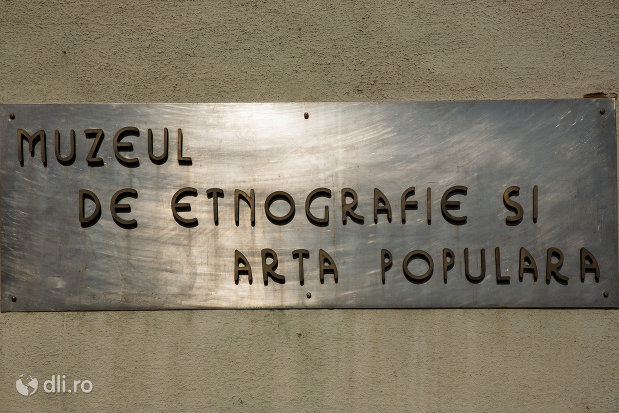 MUZEUL
DE ETNOGRAFIE SI
ARTA POPULARA
dli.ro